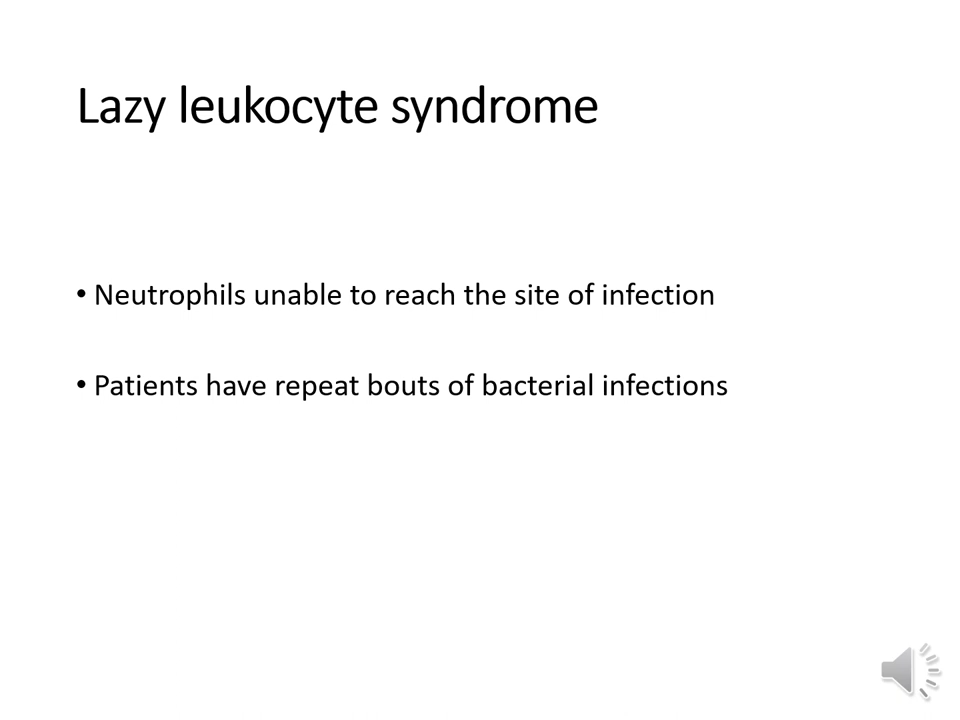 Lazy leukocyte syndrome
• Neutrophils unable to reach the site of infection
• Patients have repeat bouts of bacterial infections